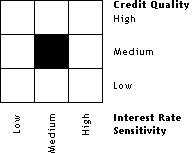 Credit Quality
High
Medium
Low
Low
Medium
High
Interest Rate
Sensitivity